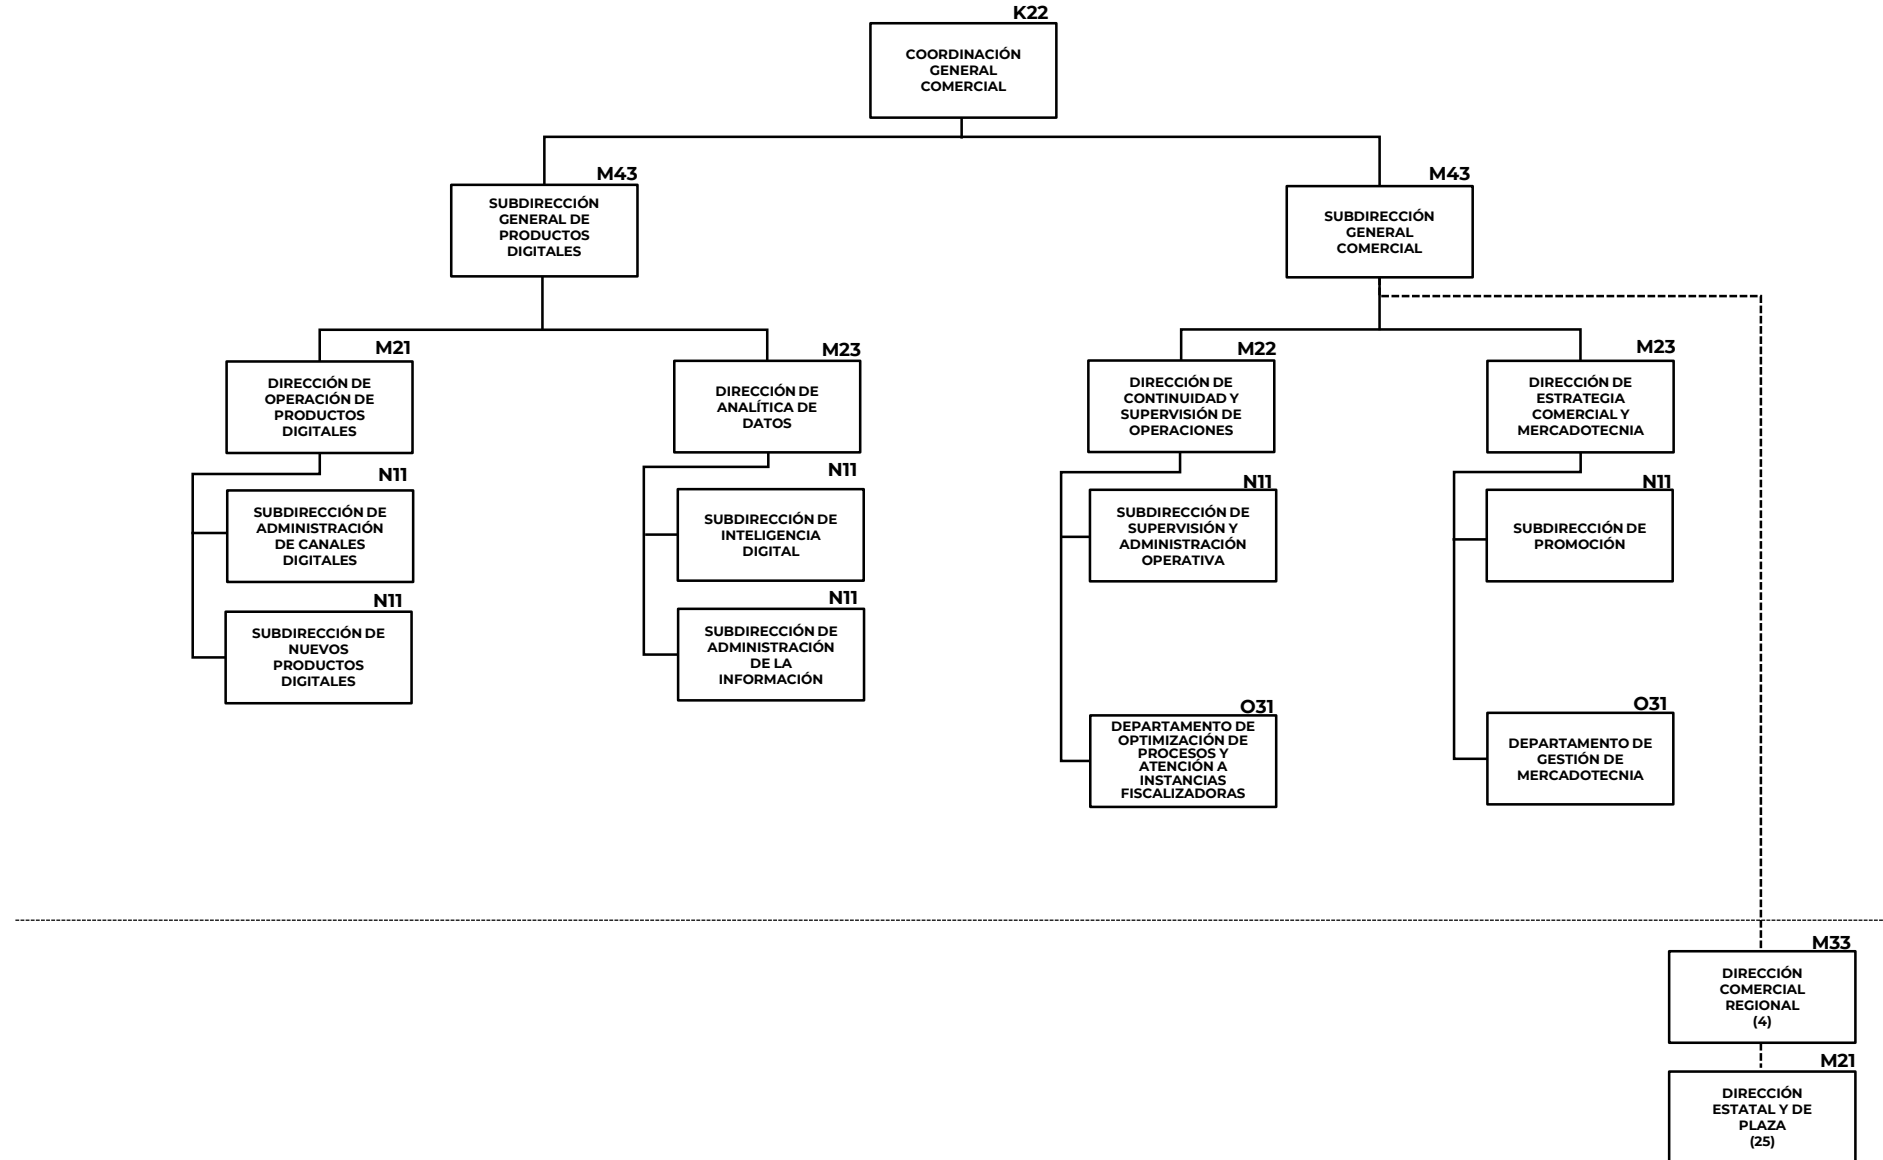 K22
COORDINACIÓN
GENERAL
COMERCIAL
M43
SUBDIRECCIÓN
GENERAL DE
PRODUCTOS
DIGITALES
M43
SUBDIRECCIÓN
GENERAL
COMERCIAL
M21
DIRECCIÓN DE
OPERACIÓN DE
PRODUCTOS
DIGITALES
M23
DIRECCIÓN DE
ANALÍTICA DE
DATOS
M22
DIRECCIÓN DE
CONTINUIDAD Y
SUPERVISIÓN DE
OPERACIONES
M23
DIRECCIÓN DE
ESTRATEGIA
COMERCIAL Y
MERCADOTECNIA
N11
SUBDIRECCIÓN DE
ADMINISTRACIÓN
DE CANALES
DIGITALES
N11
SUBDIRECCIÓN DE
INTELIGENCIA
DIGITAL
N11
SUBDIRECCIÓN DE
SUPERVISIÓN Y
ADMINISTRACIÓN
OPERATIVA
N11
SUBDIRECCIÓN DE
PROMOCIÓN
N11
SUBDIRECCIÓN DE
NUEVOS
PRODUCTOS
DIGITALES
N11
SUBDIRECCIÓN DE
ADMINISTRACIÓN
DE LA
INFORMACIÓN
O31
DEPARTAMENTO DE
OPTIMIZACIÓN DE
PROCESOS Y
ATENCIÓN A
INSTANCIAS
FISCALIZADORAS
O31
DEPARTAMENTO DE
GESTIÓN DE
MERCADOTECNIA
M33
DIRECCIÓN
COMERCIAL
REGIONAL
(4)
M21
DIRECCIÓN
ESTATAL Y DE
PLAZA
(25)